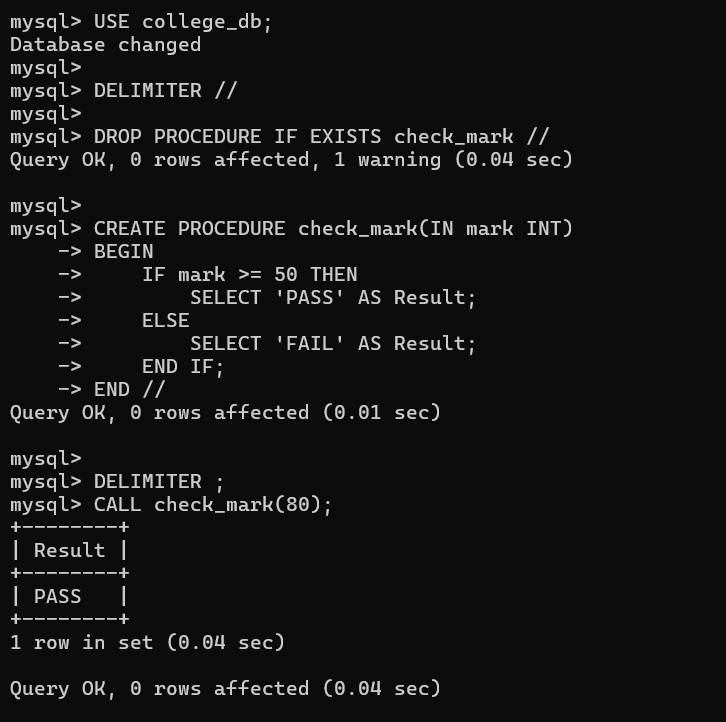 mysql> USE college_db;
Database changed
mysql>
mysql> DELIMITER //
mysql>
mysql> DROP PROCEDURE IF EXISTS check_mark //
Query OK, 0 rows affected, 1 warning (0.04 sec)

mysql>
mysql> CREATE PROCEDURE check_mark(IN mark INT)
    -> BEGIN
    ->     IF mark >= 50 THEN
    ->         SELECT 'PASS' AS Result;
    ->     ELSE
    ->         SELECT 'FAIL' AS Result;
    ->     END IF;
    -> END //
Query OK, 0 rows affected (0.01 sec)

mysql>
mysql> DELIMITER ;
mysql> CALL check_mark(80);
+--------+
| Result |
+--------+
| PASS   |
+--------+
1 row in set (0.04 sec)

Query OK, 0 rows affected (0.04 sec)